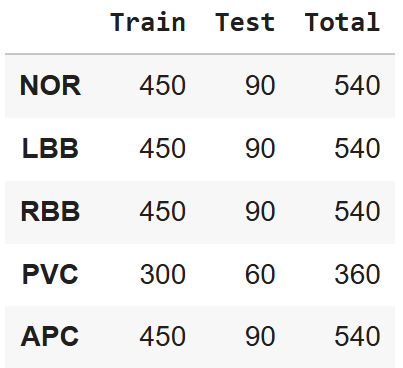 Train Test Total
NOR 450 90 540
LBB 450 90 540
RBB 450 90 540
PVC 300 60 360
APC 450 90 540